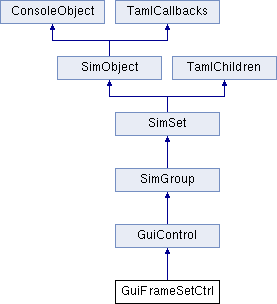 ConsoleObject TamlCallbacks
SimObject TamlChildren
SimSet
SimGroup
GuiControl
GuiFrameSetCtrl